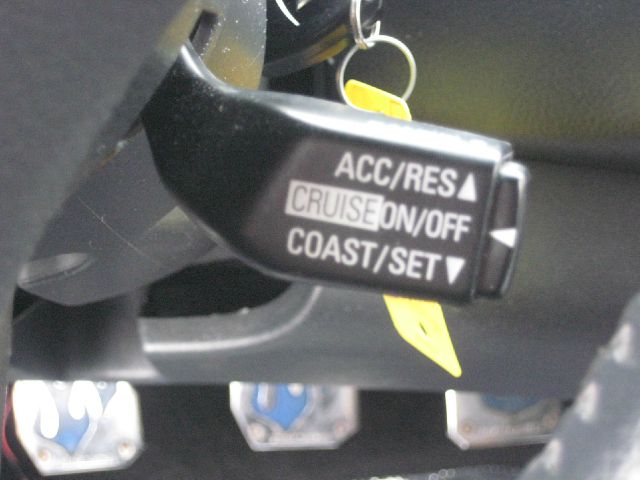 ACC/RES▲
CRUISE ON/OFF
COAST/SET▼